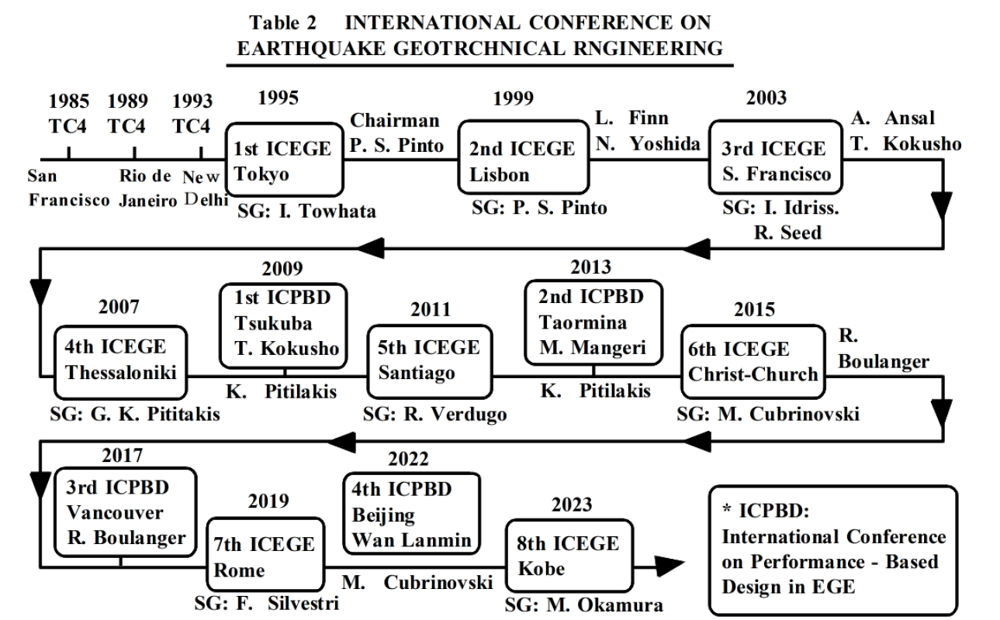 Table 2 INTERNATIONAL CONFERENCE ON
EARTHQUAKE GEOTRCHNICAL RNGINEERING
1985
TC4
San
Francisco
1989
TC4
Rio de
Janeiro
1993
TC4
New
Delhi
1995
1st ICEGE
Tokyo
SG: I. Towhata
Chairman
P. S. Pinto
1999
2nd ICEGE
Lisbon
SG: P. S. Pinto
L. Finn
N. Yoshida
2003
3rd ICEGE
S. Francisco
SG: I. Idriss.
R. Seed
A. Ansal
T. Kokusho
2007
4th ICEGE
Thessaloniki
SG: G. K. Pititakis
2009
1st ICPBD
Tsukuba
T. Kokusho
K. Pitilakis
2011
5th ICEGE
Santiago
SG: R. Verdugo
2013
2nd ICPBD
Taormina
M. Mangeri
K. Pitilakis
2015
6th ICEGE
Christ-Church
SG: M. Cubrinovski
R.
Boulanger
2017
3rd ICPBD
Vancouver
R. Boulanger
2019
7th ICEGE
Rome
SG: F. Silvestri
2022
4th ICPBD
Beijing
Wan Lanmin
M. Cubrinovski
2023
8th ICEGE
Kobe
SG: M. Okamura
* ICPBD:
International Conference
on Performance - Based
Design in EGE